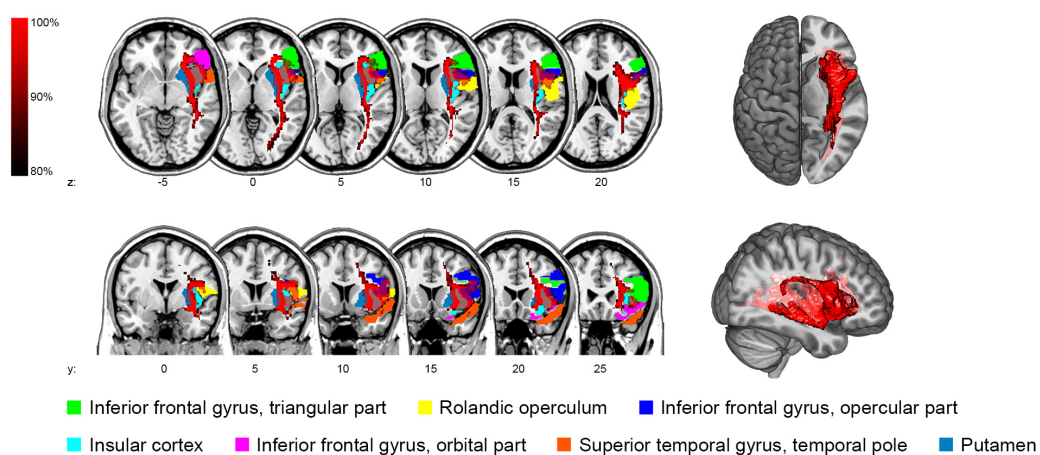 100%
90%
80%
z: -5 0 5 10 15 20
y: 0 5 10 15 20 25
Inferior frontal gyrus, triangular part Rolandic operculum Inferior frontal gyrus, opercular part
Insular cortex Inferior frontal gyrus, orbital part Superior temporal gyrus, temporal pole Putamen